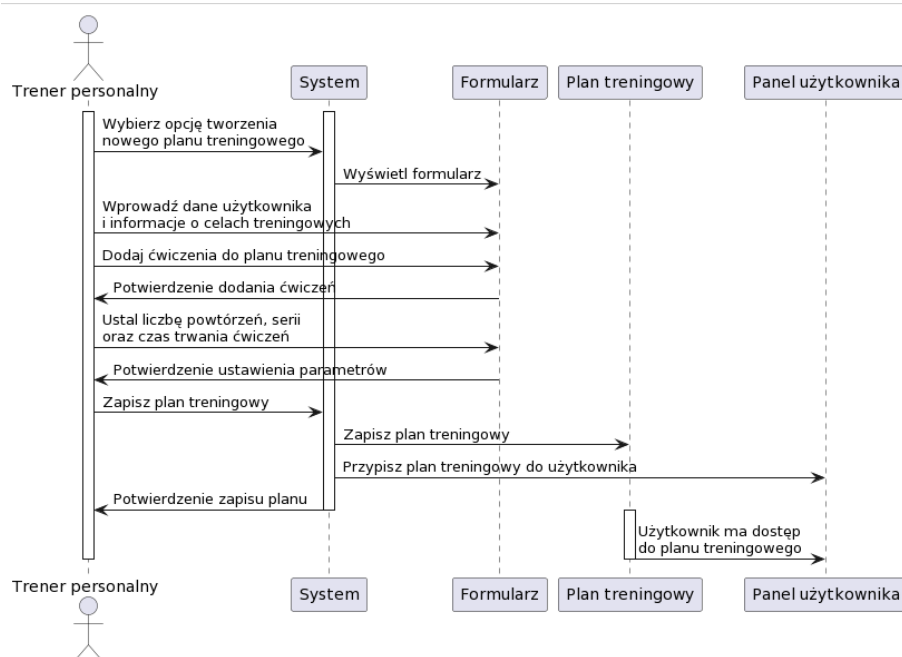 Trener personalny
System
Formularz
Plan treningowy
Panel użytkownika
Wybierz opcję tworzenia
nowego planu treningowego
Wyświetl formularz
Wprowadź dane użytkownika
i informacje o celach treningowych
Dodaj ćwiczenia do planu treningowego
Potwierdzenie dodania ćwiczeń
Ustal liczbę powtórzeń, serii
oraz czas trwania ćwiczeń
Potwierdzenie ustawienia parametrów
Zapisz plan treningowy
Zapisz plan treningowy
Przypisz plan treningowy do użytkownika
Potwierdzenie zapisu planu
Użytkownik ma dostęp
do planu treningowego
Trener personalny
System
Formularz
Plan treningowy
Panel użytkownika